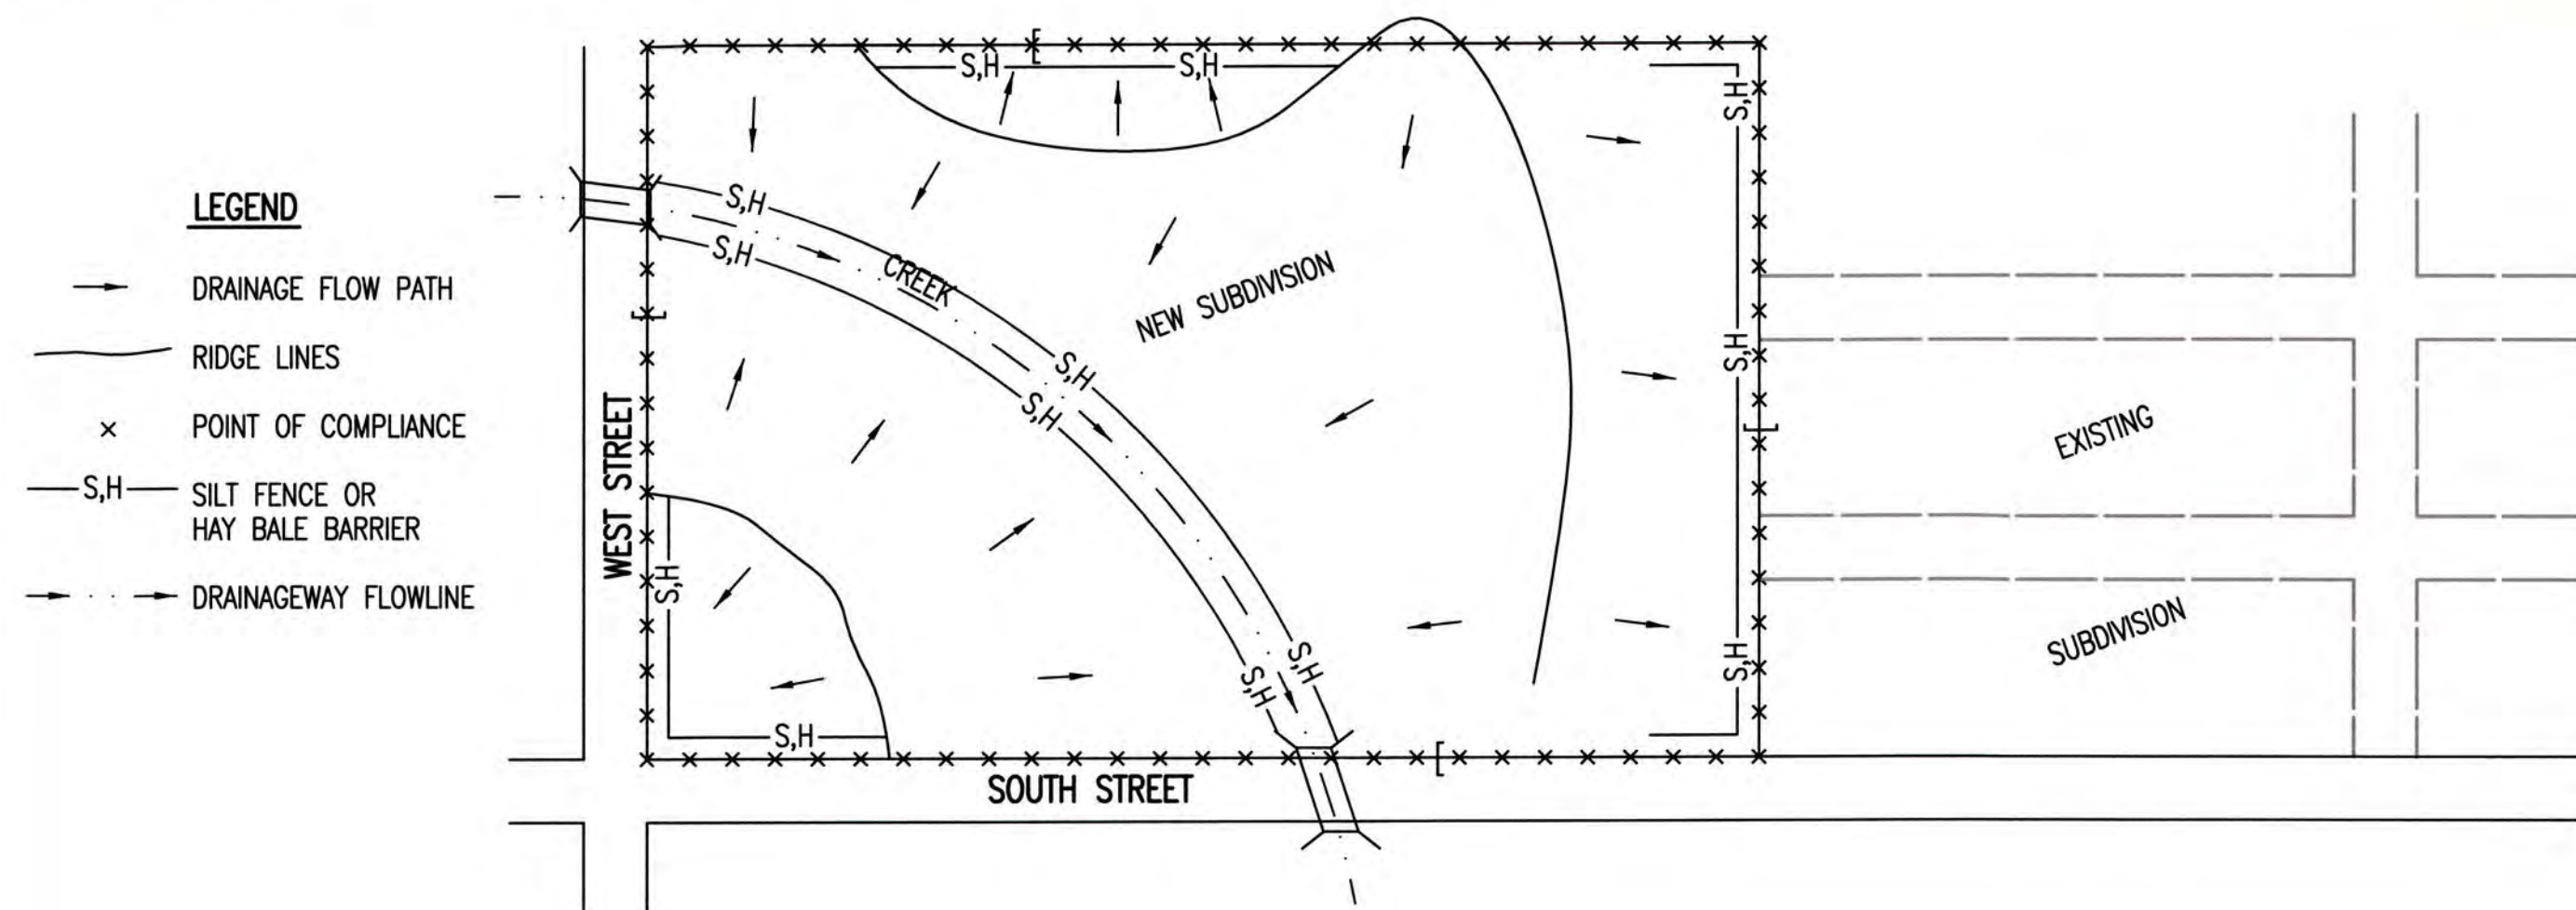 LEGEND
DRAINAGE FLOW PATH
RIDGE LINES
POINT OF COMPLIANCE
S,H
SILT FENCE OR
HAY BALE BARRIER
DRAINAGEWAY FLOWLINE
S,H
S,H
S,H
S,H
S,H
CREEK
NEW SUBDIVISION
S,H
S,H
S,H
WEST STREET
EXISTING
S,H
S,H
S,H
S,H
S,H
SUBDIVISION
S,H
SOUTH STREET